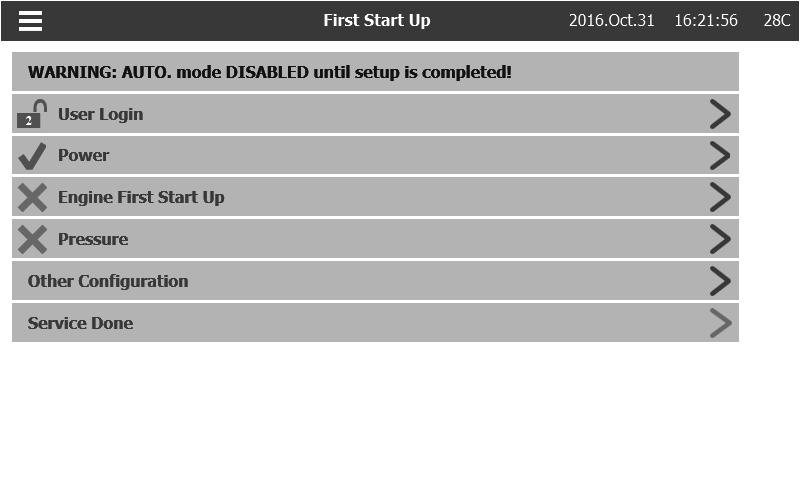 First Start Up 2016.Oct.31 16:21:56 28C
WARNING: AUTO. mode DISABLED until setup is completed!
2 User Login
Power
Engine First Start Up
Pressure
Other Configuration
Service Done